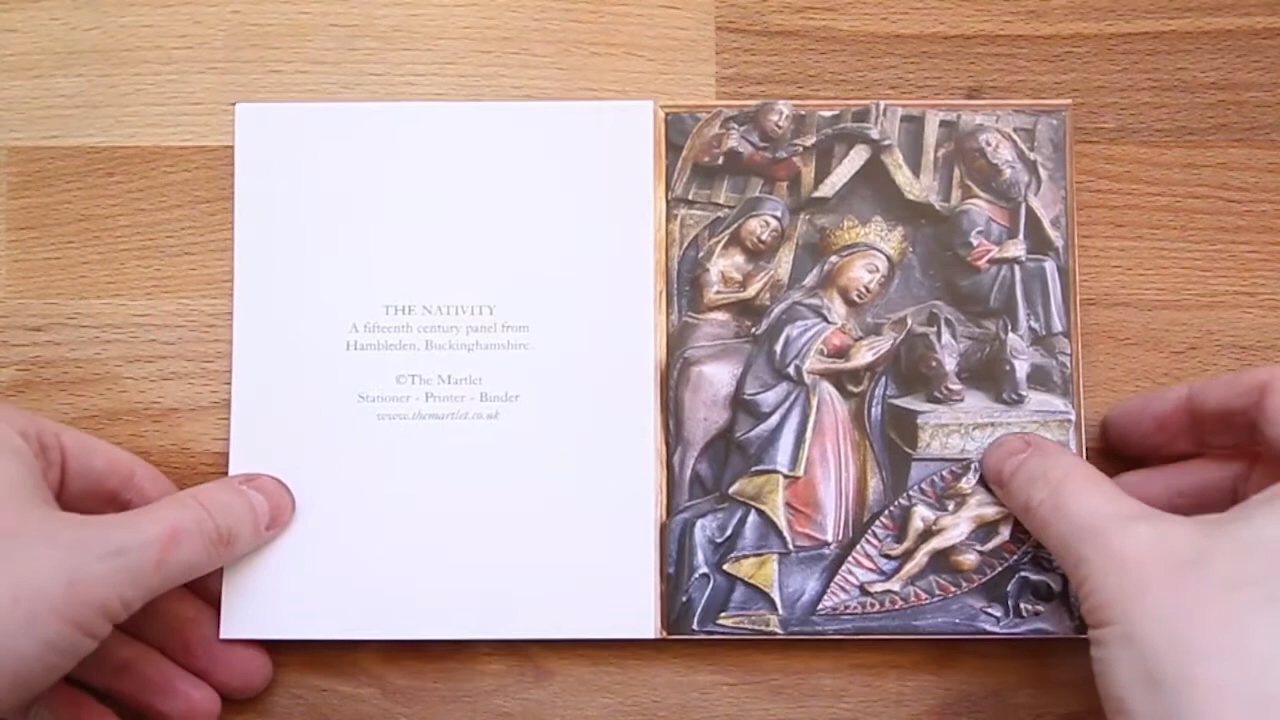 THE NATIVITY
A fifteenth century panel from
Hambleden, Buckinghamshire.
©The Martlet
Stationer - Printer - Binder
www.themartlet.co.uk